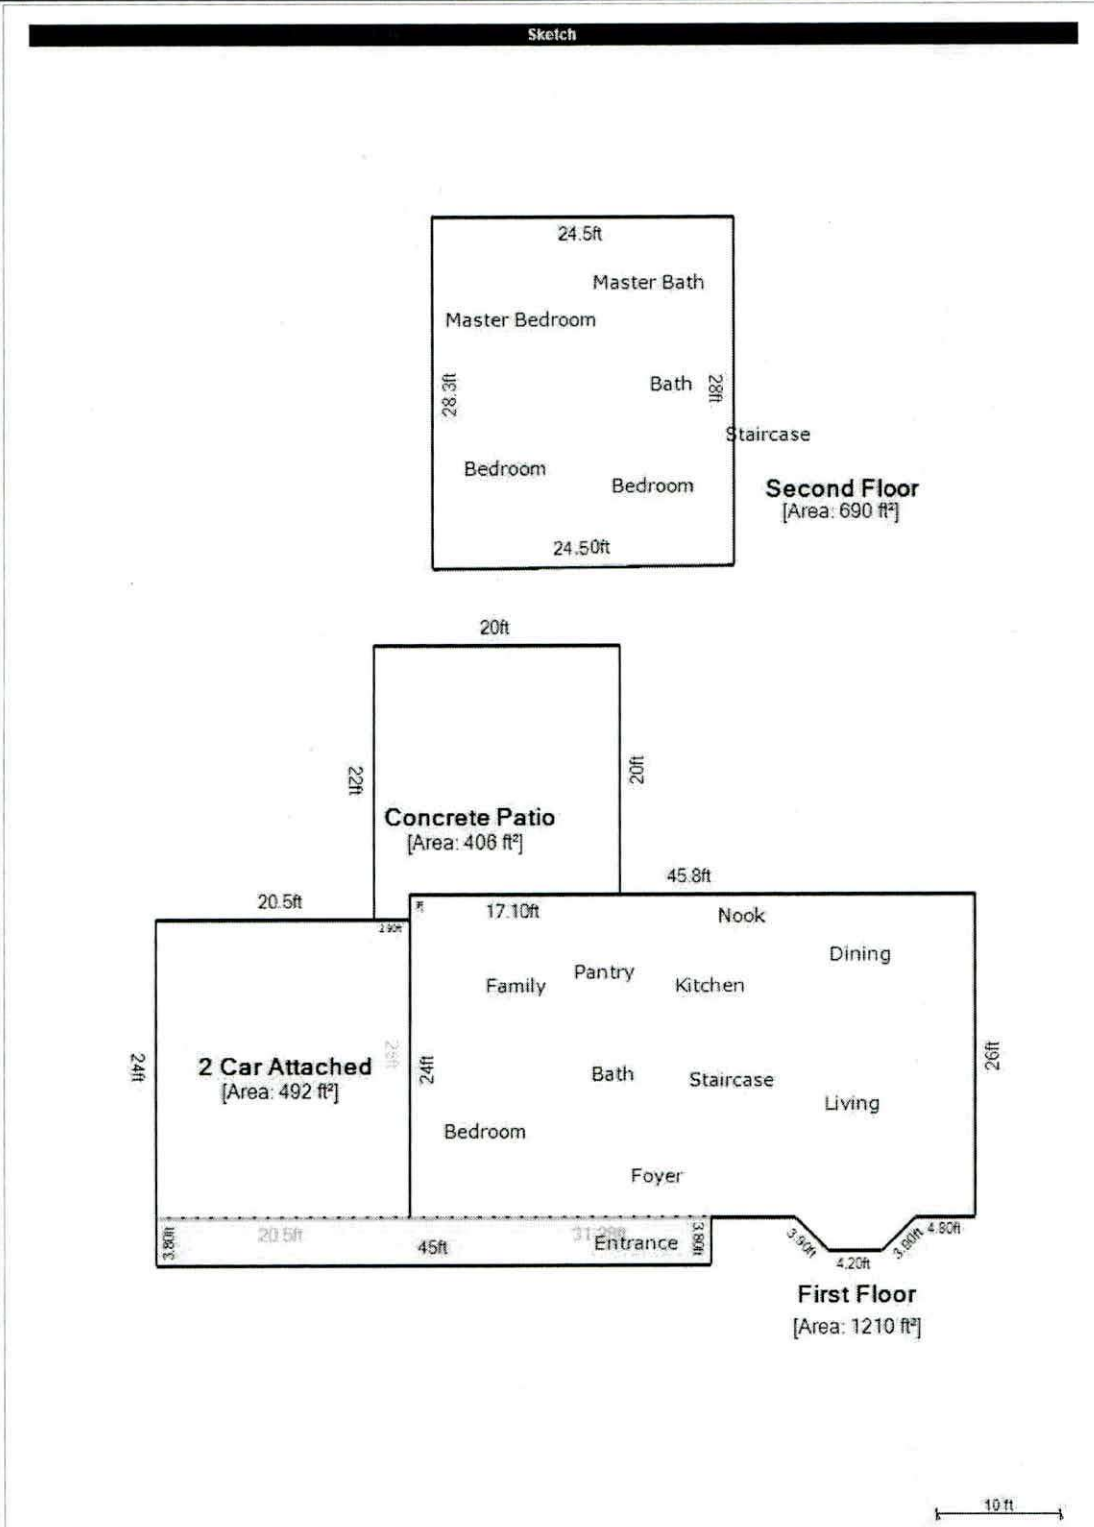 Sketch
24.5ft
Master Bath
Master Bedroom
28.3ft
Bath
28ft
Staircase
Bedroom
Bedroom
Second Floor
[Area: 690 ft²]
24.50ft
20ft
22ft
20ft
Concrete Patio
[Area: 406 ft²]
45.8ft
20.5ft
17.10ft
Nook
2.90ft
Dining
Family
Pantry
Kitchen
24ft
2 Car Attached
[Area: 492 ft²]
24ft
26ft
Bath
Staircase
Living
Bedroom
Foyer
3.80ft
20.5ft
45ft
Entrance
3.80ft
3.90ft
4.20ft
3.90ft
4.80ft
First Floor
[Area: 1210 ft²]
10 ft